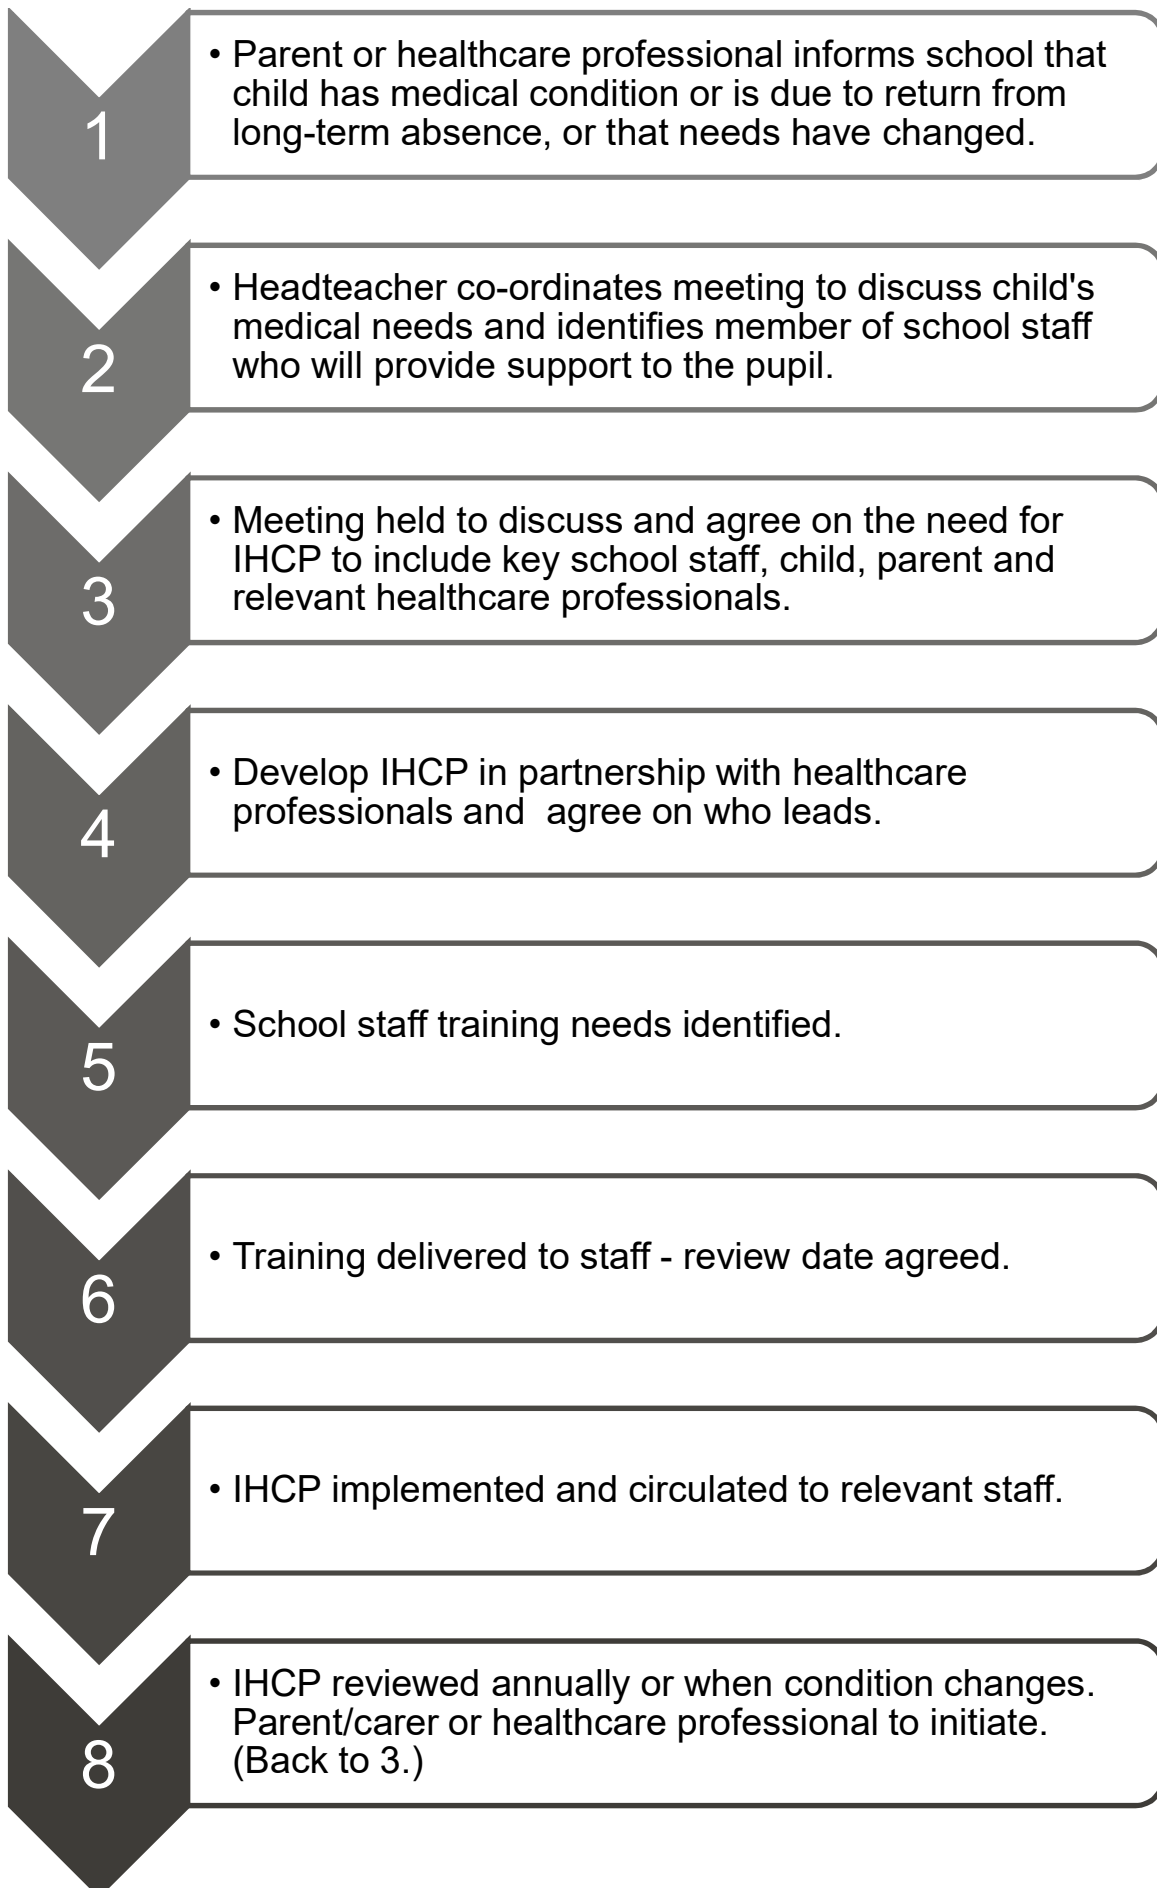 1
• Parent or healthcare professional informs school that
child has medical condition or is due to return from
long-term absence, or that needs have changed.
2
• Headteacher co-ordinates meeting to discuss child's
medical needs and identifies member of school staff
who will provide support to the pupil.
3
• Meeting held to discuss and agree on the need for
IHCP to include key school staff, child, parent and
relevant healthcare professionals.
4
• Develop IHCP in partnership with healthcare
professionals and  agree on who leads.
5
• School staff training needs identified.
6
• Training delivered to staff - review date agreed.
7
• IHCP implemented and circulated to relevant staff.
8
• IHCP reviewed annually or when condition changes.
Parent/carer or healthcare professional to initiate.
(Back to 3.)